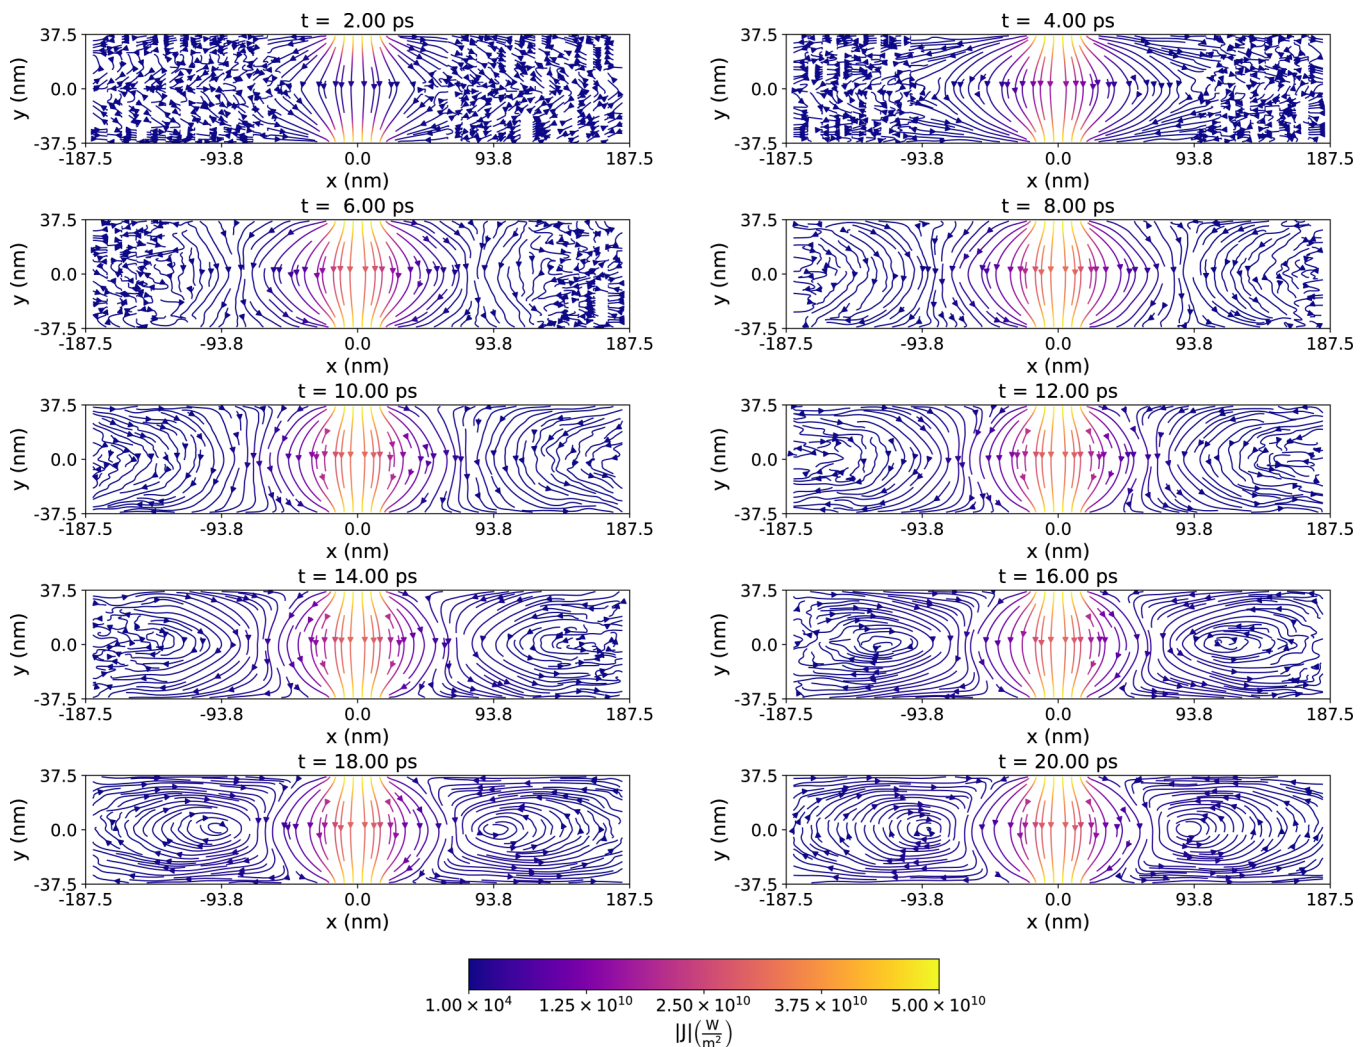 t =  2.00 ps
t =  4.00 ps
37.5
0.0
-37.5
y (nm)
-187.5 -93.8 0.0 93.8 187.5
x (nm)
37.5
0.0
-37.5
y (nm)
-187.5 -93.8 0.0 93.8 187.5
x (nm)
t =  6.00 ps
t =  8.00 ps
37.5
0.0
-37.5
y (nm)
-187.5 -93.8 0.0 93.8 187.5
x (nm)
37.5
0.0
-37.5
y (nm)
-187.5 -93.8 0.0 93.8 187.5
x (nm)
t = 10.00 ps
t = 12.00 ps
37.5
0.0
-37.5
y (nm)
-187.5 -93.8 0.0 93.8 187.5
x (nm)
37.5
0.0
-37.5
y (nm)
-187.5 -93.8 0.0 93.8 187.5
x (nm)
t = 14.00 ps
t = 16.00 ps
37.5
0.0
-37.5
y (nm)
-187.5 -93.8 0.0 93.8 187.5
x (nm)
37.5
0.0
-37.5
y (nm)
-187.5 -93.8 0.0 93.8 187.5
x (nm)
t = 18.00 ps
t = 20.00 ps
37.5
0.0
-37.5
y (nm)
-187.5 -93.8 0.0 93.8 187.5
x (nm)
37.5
0.0
-37.5
y (nm)
-187.5 -93.8 0.0 93.8 187.5
x (nm)
1.00 × 10⁴ 1.25 × 10¹⁰ 2.50 × 10¹⁰ 3.75 × 10¹⁰ 5.00 × 10¹⁰
|J|(W/m²)